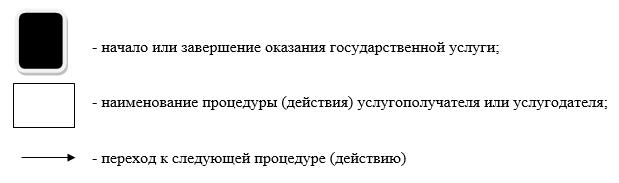 - начало или завершение оказания государственной услуги;
- наименование процедуры (действия) услугополучателя или услугодателя;
- переход к следующей процедуре (действию)